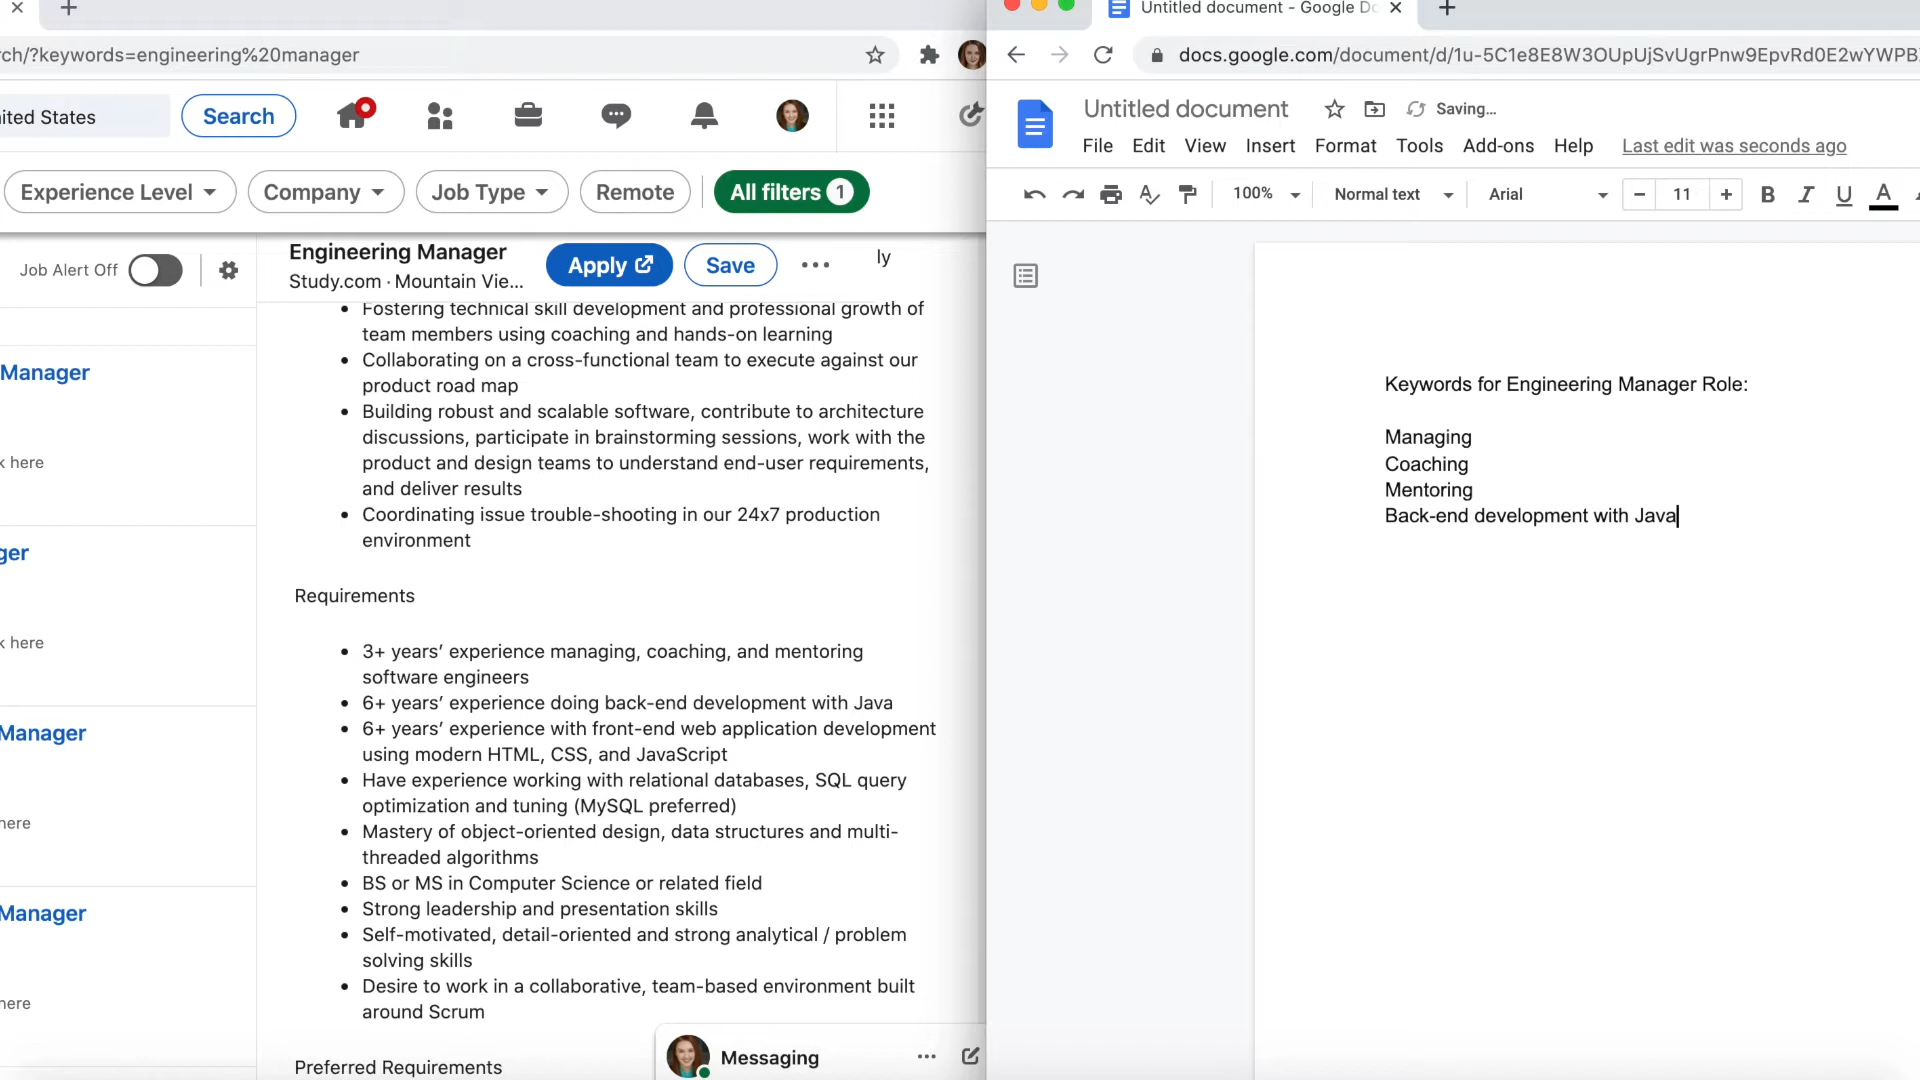 Untitled document - Google Do
rch/?keywords=engineering%20manager
docs.google.com/document/d/1u-5C1e8E8W3OUpUjSvUgrPnw9EpvRd0E2wYWPB
ited States
Search
Experience Level
Company
Job Type
Remote
All filters 1
Job Alert Off
Manager
k here
ger
k here
Manager
here
Manager
here
Engineering Manager
Study.com · Mountain Vie...
Apply
Save
ly
• Fostering technical skill development and professional growth of
team members using coaching and hands-on learning
• Collaborating on a cross-functional team to execute against our
product road map
• Building robust and scalable software, contribute to architecture
discussions, participate in brainstorming sessions, work with the
product and design teams to understand end-user requirements,
and deliver results
• Coordinating issue trouble-shooting in our 24x7 production
environment
Requirements
• 3+ years’ experience managing, coaching, and mentoring
software engineers
• 6+ years’ experience doing back-end development with Java
• 6+ years’ experience with front-end web application development
using modern HTML, CSS, and JavaScript
• Have experience working with relational databases, SQL query
optimization and tuning (MySQL preferred)
• Mastery of object-oriented design, data structures and multi-
threaded algorithms
• BS or MS in Computer Science or related field
• Strong leadership and presentation skills
• Self-motivated, detail-oriented and strong analytical / problem
solving skills
• Desire to work in a collaborative, team-based environment built
around Scrum
Preferred Requirements
Messaging
Untitled document
Saving...
File Edit View Insert Format Tools Add-ons Help Last edit was seconds ago
100% Normal text Arial − 11 + B I U A
Keywords for Engineering Manager Role:
Managing
Coaching
Mentoring
Back-end development with Java